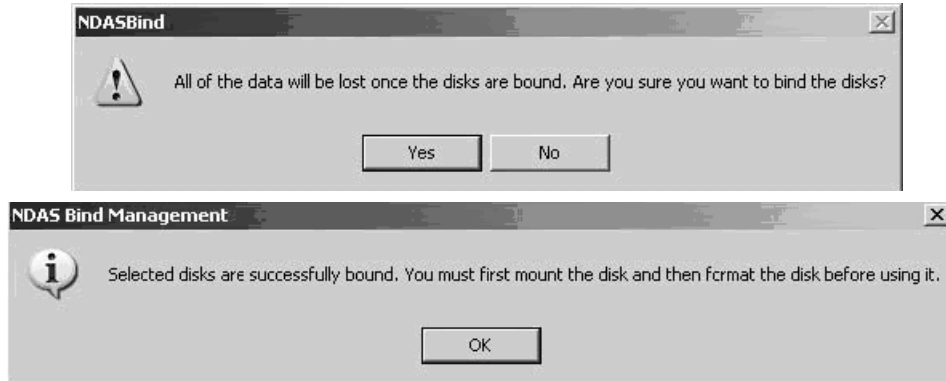 NDASBind
All of the data will be lost once the disks are bound. Are you sure you want to bind the disks?
Yes No
NDAS Bind Management
Selected disks are successfully bound. You must first mount the disk and then format the disk before using it.
OK